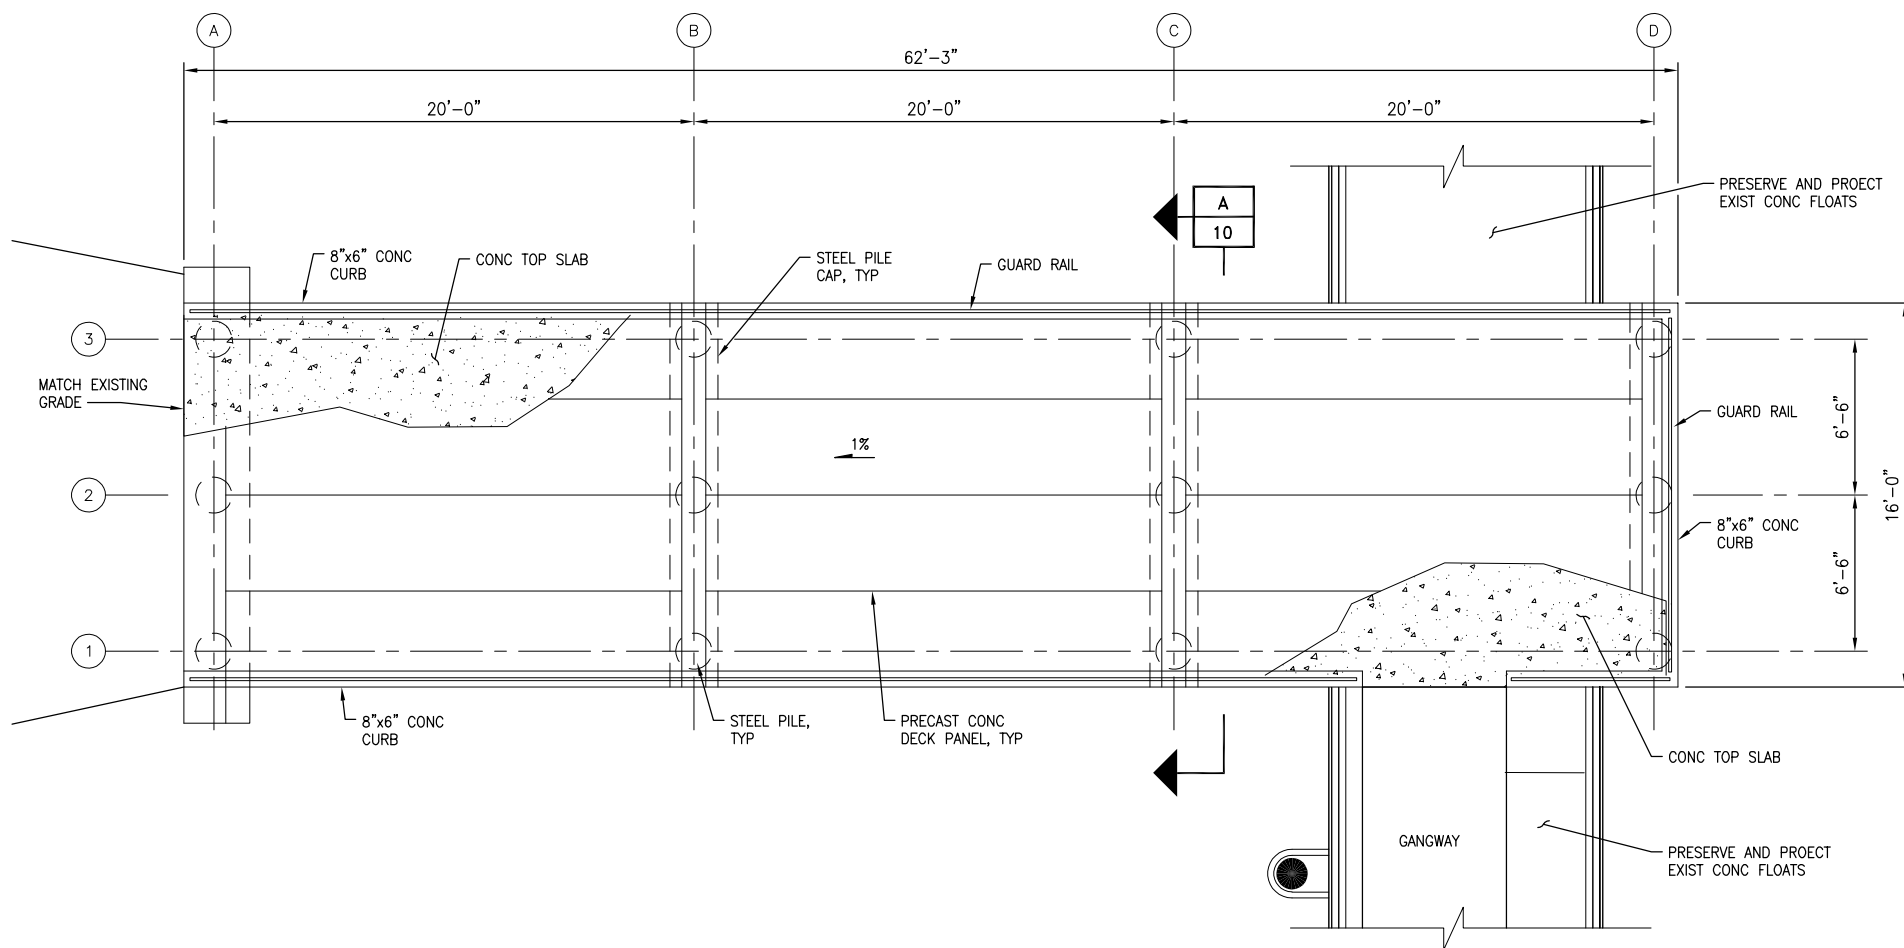 A
B
C
D
62'-3"
20'-0"
20'-0"
20'-0"
PRESERVE AND PROECT
EXIST CONC FLOATS
A
10
8"x6" CONC
CURB
CONC TOP SLAB
STEEL PILE
CAP, TYP
GUARD RAIL
3
MATCH EXISTING
GRADE
GUARD RAIL
6'-6"
1%
2
16'-0"
8"x6" CONC
CURB
6'-6"
1
8"x6" CONC
CURB
STEEL PILE,
TYP
PRECAST CONC
DECK PANEL, TYP
CONC TOP SLAB
GANGWAY
PRESERVE AND PROECT
EXIST CONC FLOATS